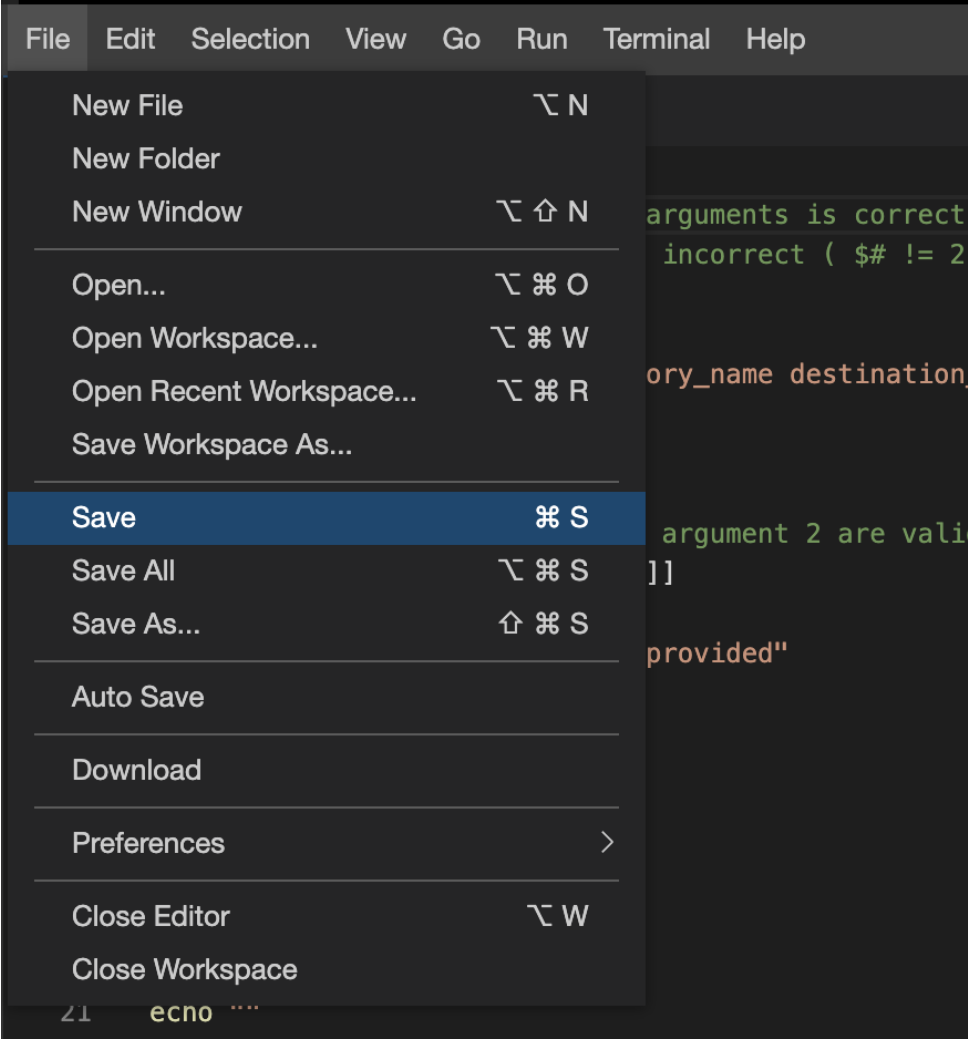 File Edit Selection View Go Run Terminal Help
New File ⌥ N
New Folder
New Window ⌥ ⇧ N
arguments is correct
incorrect ( $# != 2
Open... ⌥ ⌘ O
Open Workspace... ⌥ ⌘ W
Open Recent Workspace... ⌥ ⌘ R
ory_name destination_
Save Workspace As...
Save ⌘ S
argument 2 are vali
Save All ⌥ ⌘ S
]]
Save As... ⇧ ⌘ S
provided"
Auto Save
Download
Preferences >
Close Editor ⌥ W
Close Workspace
21 echo ""